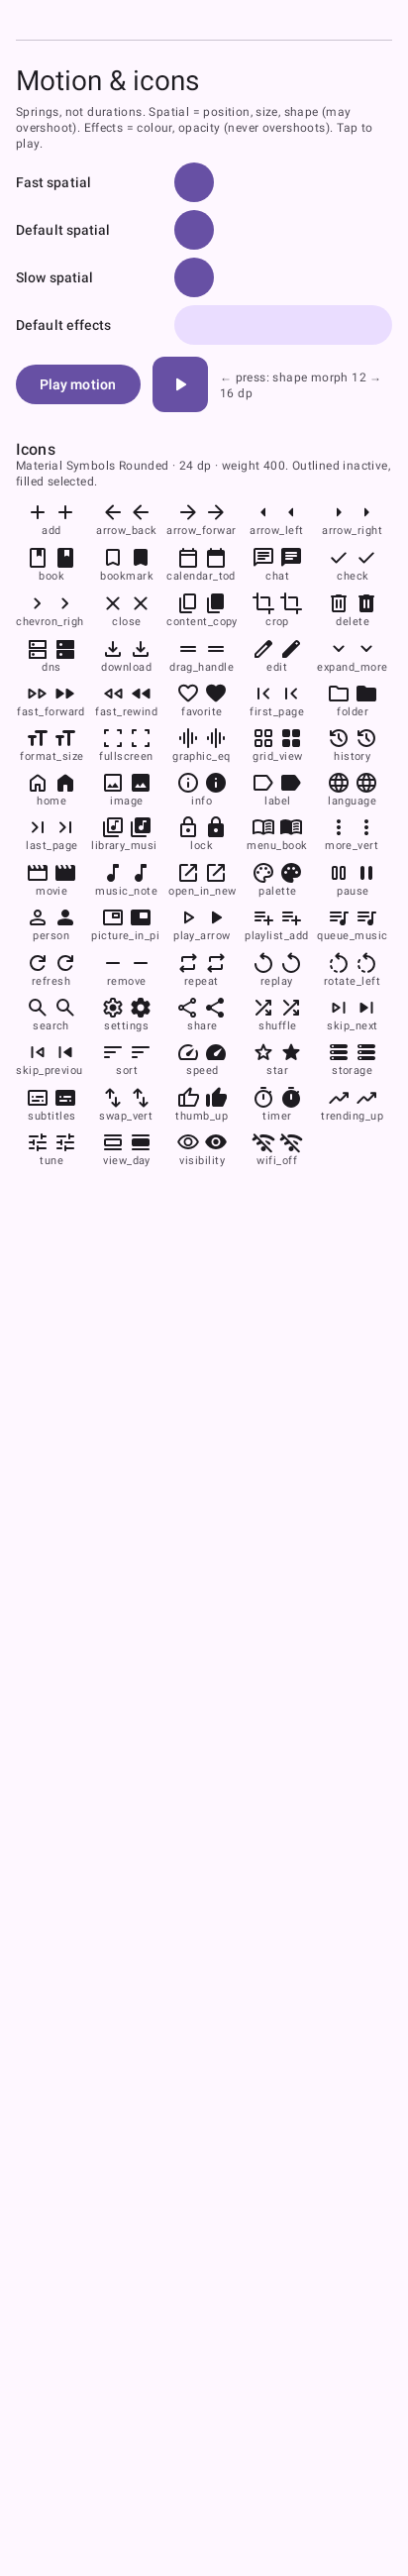 Motion & icons
Springs, not durations. Spatial = position, size, shape (may
overshoot). Effects = colour, opacity (never overshoots). Tap to
play.
Fast spatial
Default spatial
Slow spatial
Default effects
Play motion
← press: shape morph 12 →
16 dp
Icons
Material Symbols Rounded · 24 dp · weight 400. Outlined inactive,
filled selected.
add arrow_back arrow_forwar arrow_left arrow_right
book bookmark calendar_tod chat check
chevron_righ close content_copy crop delete
dns download drag_handle edit expand_more
fast_forward fast_rewind favorite first_page folder
format_size fullscreen graphic_eq grid_view history
home image info label language
last_page library_musi lock menu_book more_vert
movie music_note open_in_new palette pause
person picture_in_pi play_arrow playlist_add queue_music
refresh remove repeat replay rotate_left
search settings share shuffle skip_next
skip_previou sort speed star storage
subtitles swap_vert thumb_up timer trending_up
tune view_day visibility wifi_off